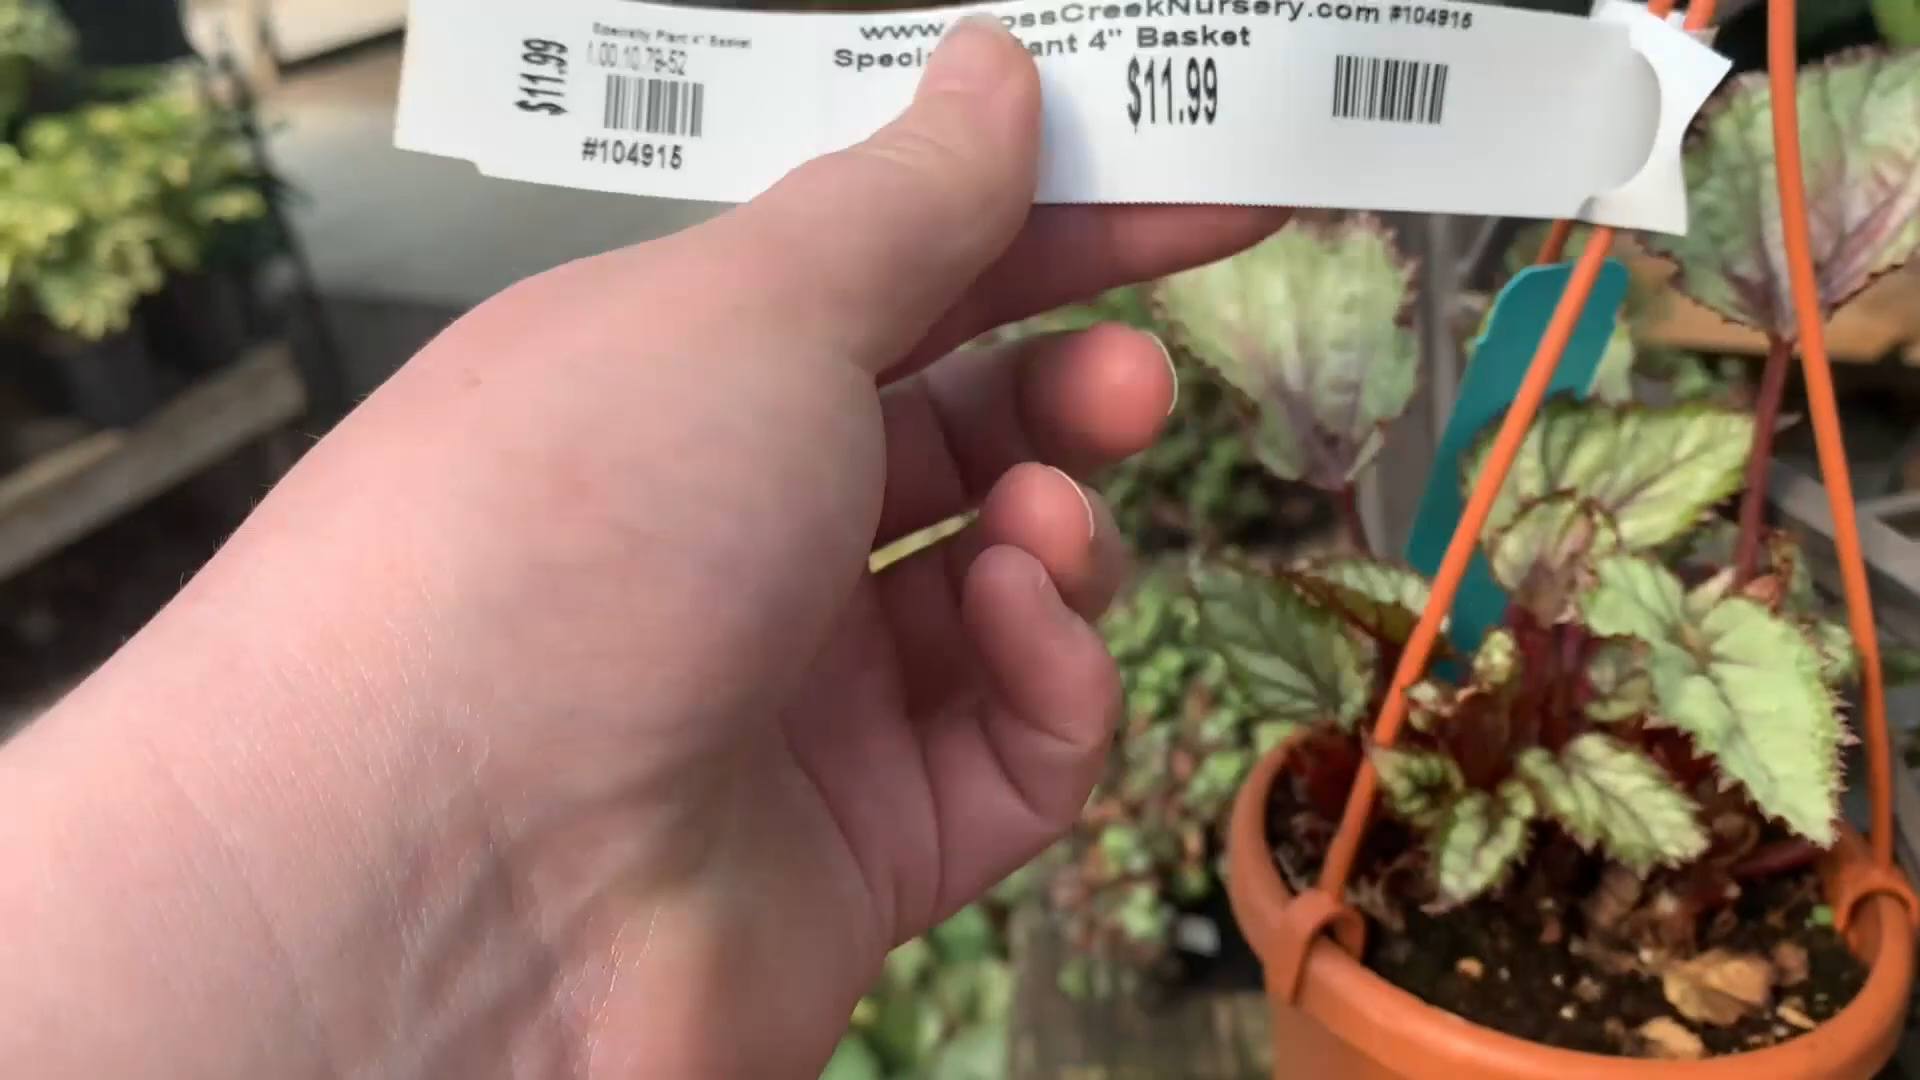 $11.99
Specialty Plant 4" Basket
1.00.10.79-52
#104915
www. ossCreekNursery.com #104915
Speci ant 4" Basket
$11.99